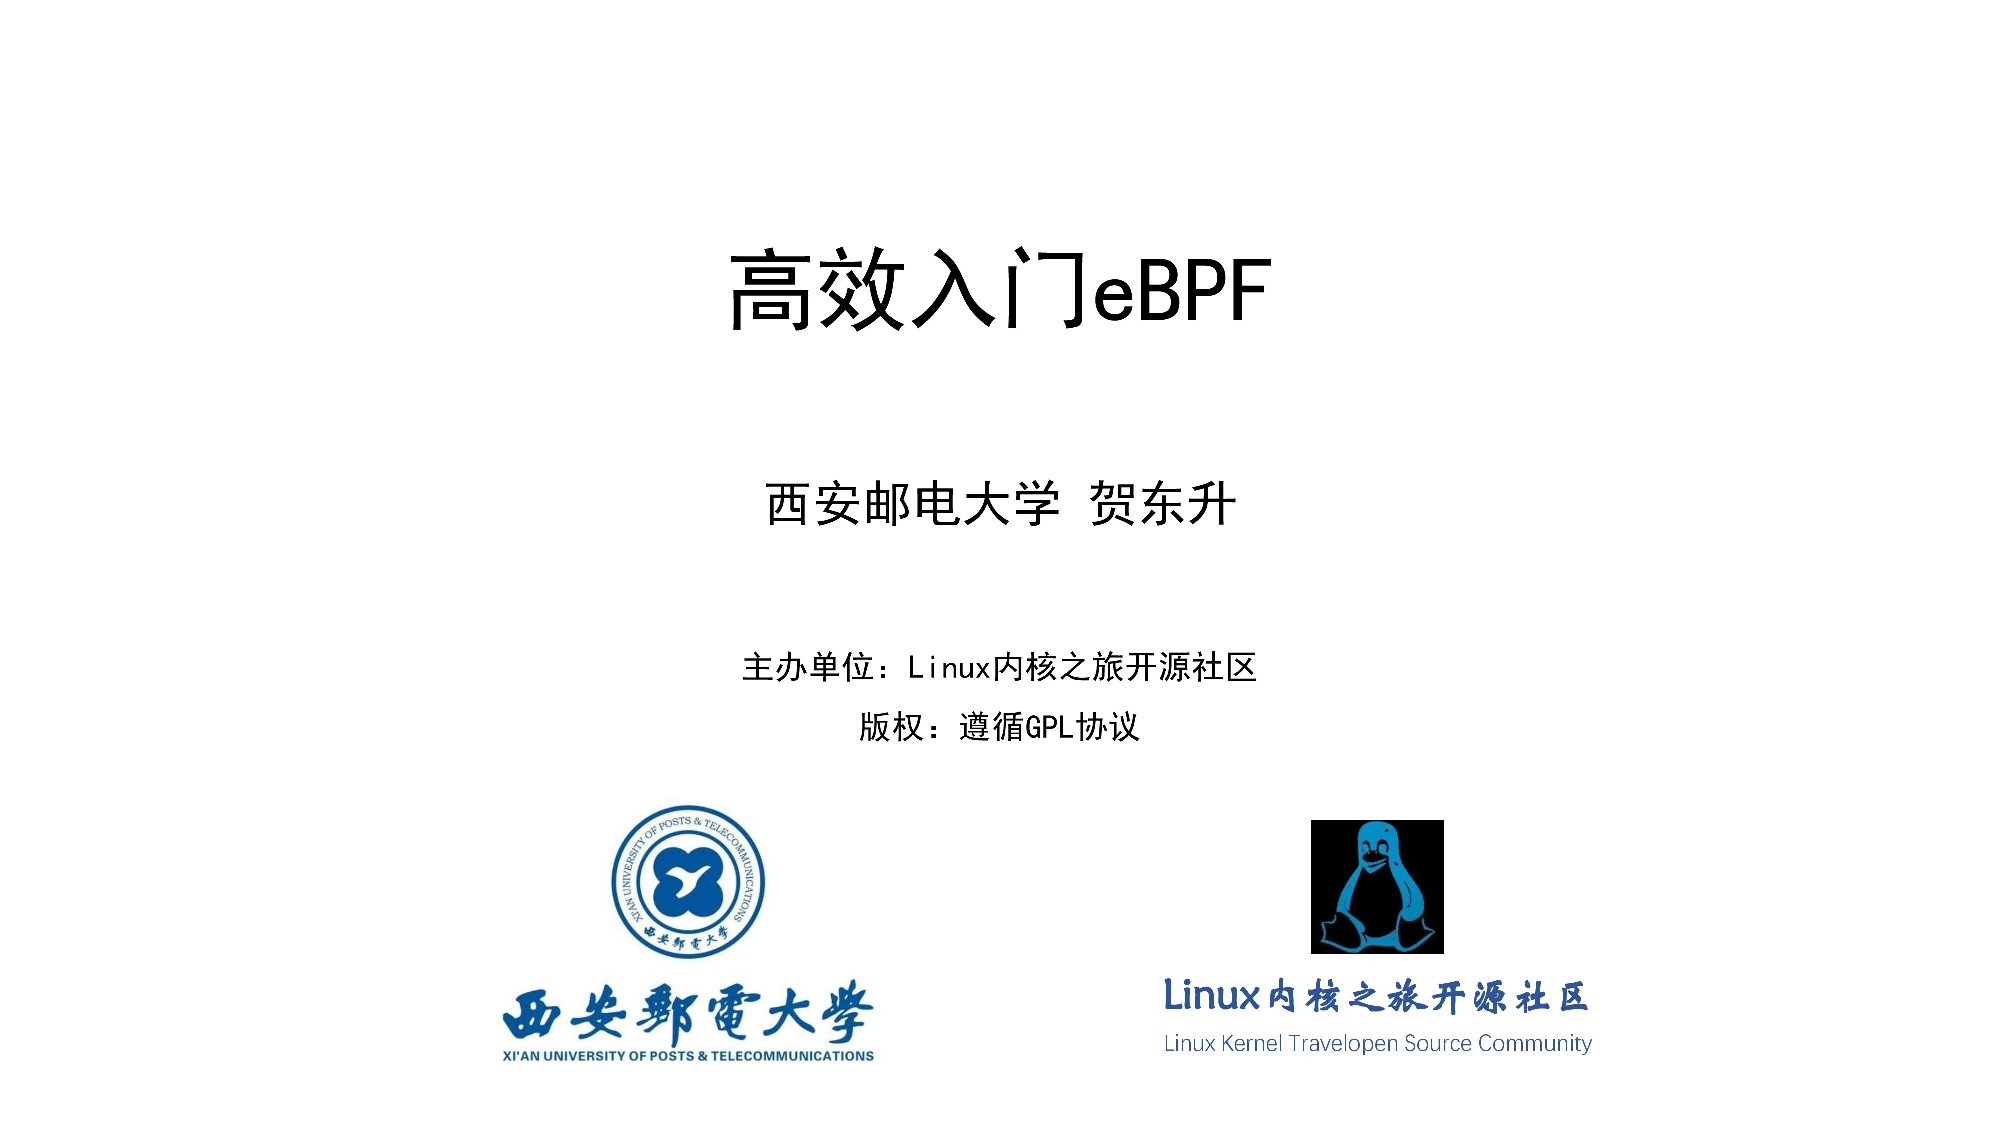 高效入门eBPF
西安邮电大学 贺东升
主办单位：Linux内核之旅开源社区
版权：遵循GPL协议
XI'AN UNIVERSITY OF POSTS & TELECOMMUNICATIONS
西安郵電大学
西安郵電大学
XI'AN UNIVERSITY OF POSTS & TELECOMMUNICATIONS
Linux内核之旅开源社区
Linux Kernel Travelopen Source Community